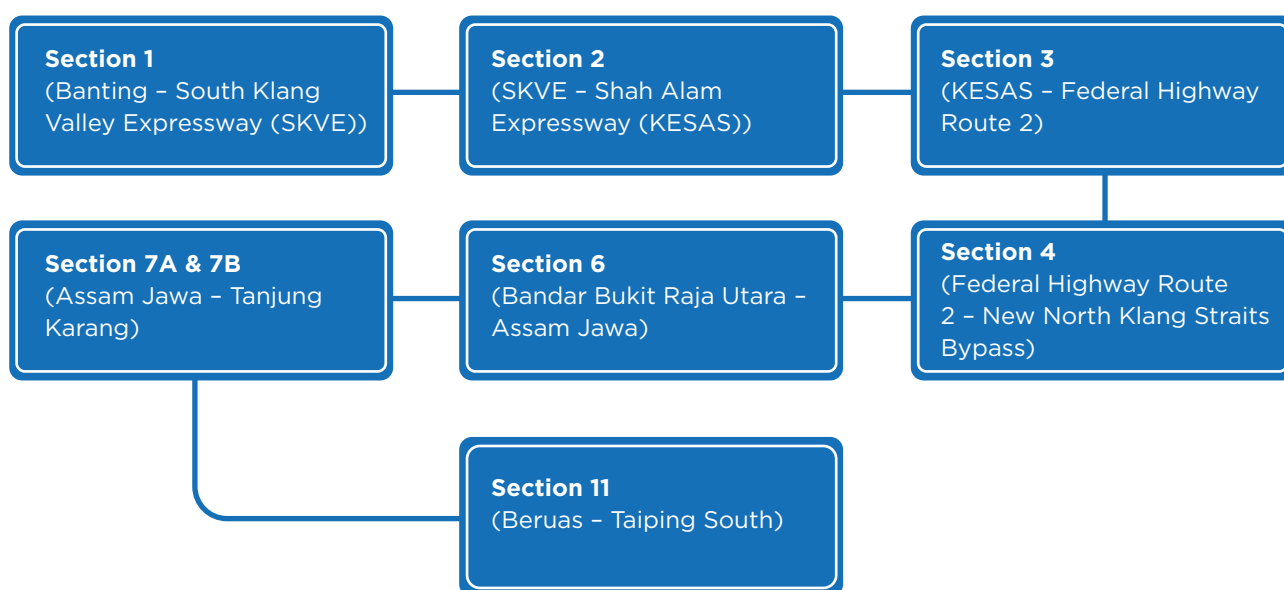 Section 1
(Banting – South Klang
Valley Expressway (SKVE))
Section 2
(SKVE – Shah Alam
Expressway (KESAS))
Section 3
(KESAS – Federal Highway
Route 2)
Section 4
(Federal Highway Route
2 – New North Klang Straits
Bypass)
Section 6
(Bandar Bukit Raja Utara –
Assam Jawa)
Section 7A & 7B
(Assam Jawa – Tanjung
Karang)
Section 11
(Beruas – Taiping South)